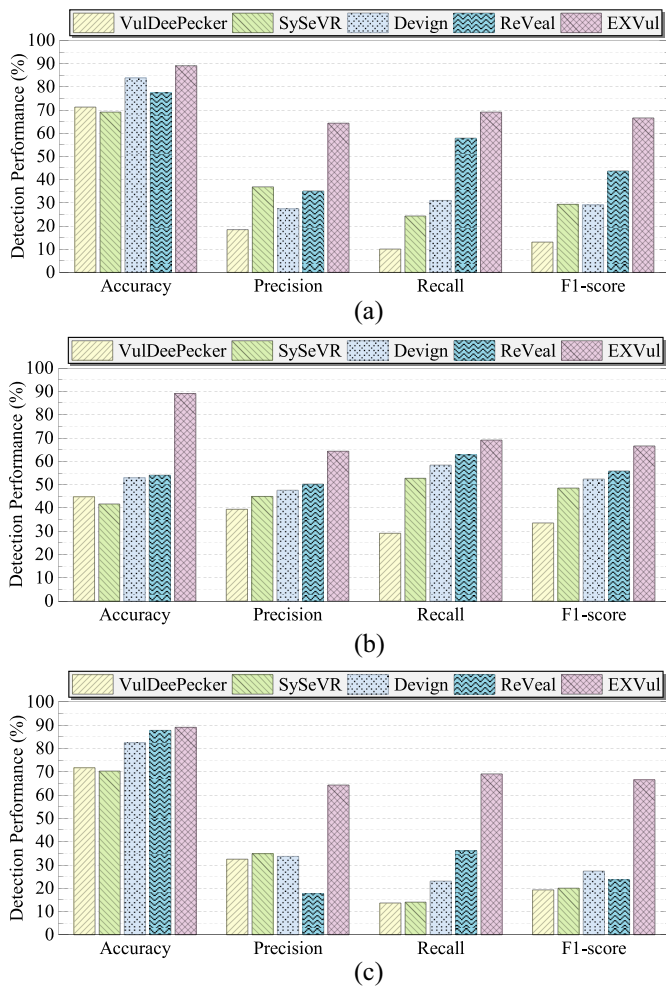 VulDeePecker SySeVR Devign ReVeal EXVul
Detection Performance (%)
100
90
80
70
60
50
40
30
20
10
0
Accuracy Precision Recall F1-score
(a)
VulDeePecker SySeVR Devign ReVeal EXVul
Detection Performance (%)
100
90
80
70
60
50
40
30
20
10
0
Accuracy Precision Recall F1-score
(b)
VulDeePecker SySeVR Devign ReVeal EXVul
Detection Performance (%)
100
90
80
70
60
50
40
30
20
10
0
Accuracy Precision Recall F1-score
(c)